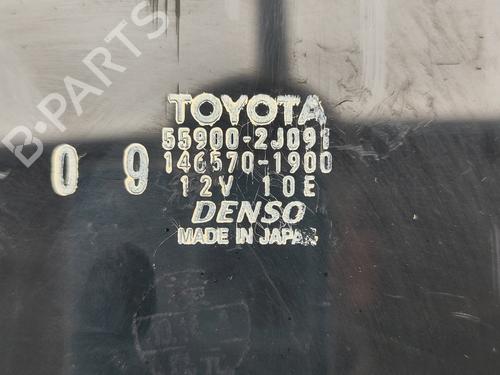 B-PARTS
TOYOTA
55900-2J091
146570-1900
0 9
12V 10E
DENSO
MADE IN JAPAN